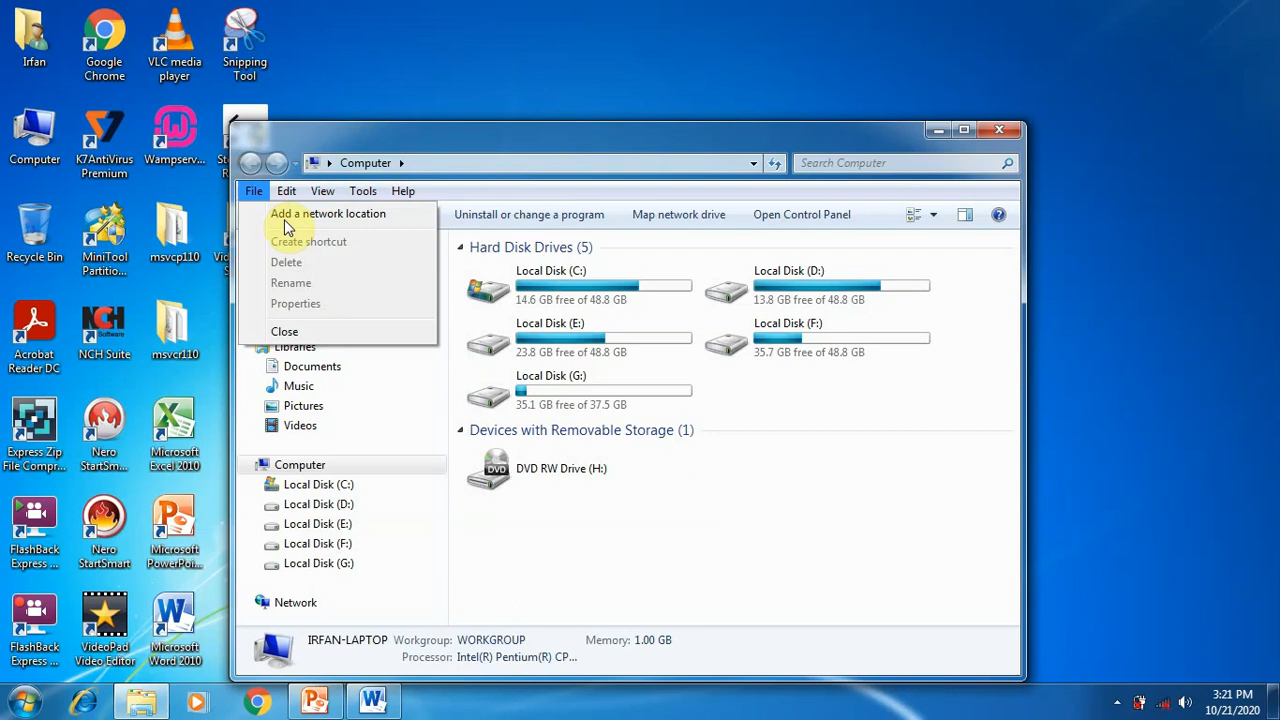 Irfan
Google
Chrome
VLC media
player
Snipping
Tool
Computer
K7AntiVirus
Premium
Wampserv...
Recycle Bin
MiniTool
Partitio...
msvcp110
Acrobat
Reader DC
NCH Suite
msvcr110
Express Zip
File Compr...
Nero
StartSm...
Microsoft
Excel 2010
FlashBack
Express ...
Nero
StartSmart
Microsoft
PowerPoi...
FlashBack
Express ...
VideoPad
Video Editor
Microsoft
Word 2010
Computer
Search Computer
File Edit View Tools Help
Add a network location
Create shortcut
Delete
Rename
Properties
Close
Uninstall or change a program Map network drive Open Control Panel
Libraries
Documents
Music
Pictures
Videos
Computer
Local Disk (C:)
Local Disk (D:)
Local Disk (E:)
Local Disk (F:)
Local Disk (G:)
Network
Hard Disk Drives (5)
Local Disk (C:)
14.6 GB free of 48.8 GB
Local Disk (D:)
13.8 GB free of 48.8 GB
Local Disk (E:)
23.8 GB free of 48.8 GB
Local Disk (F:)
35.7 GB free of 48.8 GB
Local Disk (G:)
35.1 GB free of 37.5 GB
Devices with Removable Storage (1)
DVD
DVD RW Drive (H:)
IRFAN-LAPTOP Workgroup: WORKGROUP Memory: 1.00 GB
Processor: Intel(R) Pentium(R) CP...
3:21 PM
10/21/2020